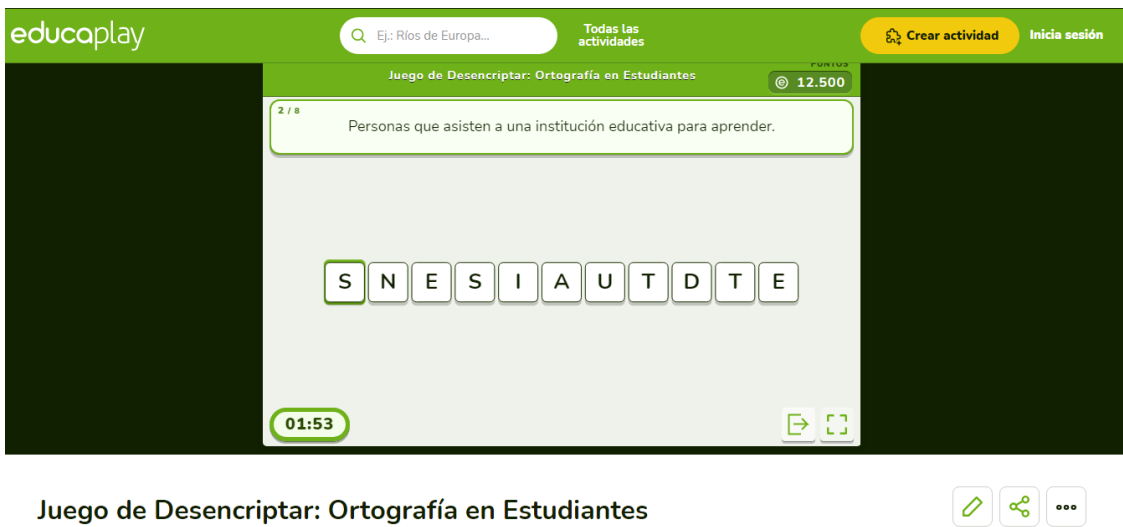 educaplay
Ej.: Ríos de Europa...
Todas las
actividades
Crear actividad
Inicia sesión
Juego de Desencriptar: Ortografía en Estudiantes
PUNTOS
12.500
2 / 8
Personas que asisten a una institución educativa para aprender.
S N E S I A U T D T E
01:53
Juego de Desencriptar: Ortografía en Estudiantes